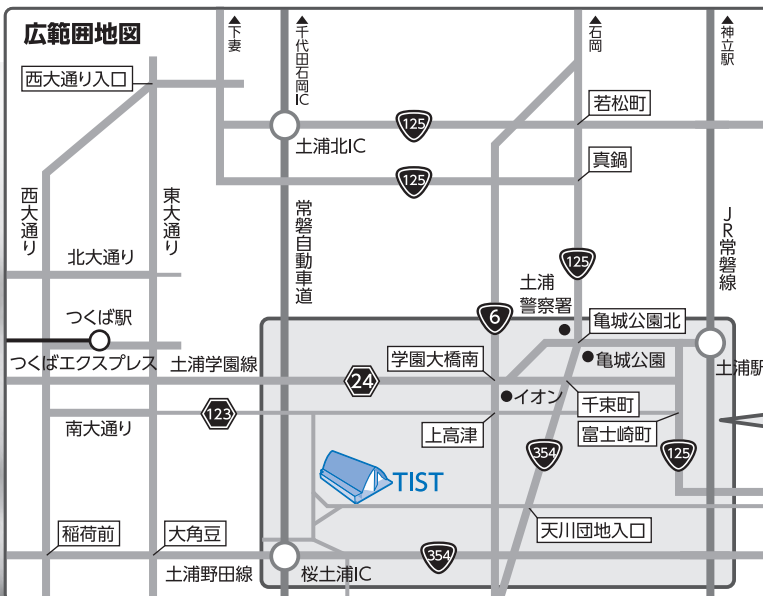 広範囲地図
▲下妻
▲千代田石岡IC
▲石岡
▲神立駅
西大通り入口
125
若松町
土浦北IC
真鍋
125
西大通り
東大通り
常磐自動車道
JR常磐線
北大通り
125
土浦
警察署
6
亀城公園北
つくば駅
つくばエクスプレス
土浦学園線
学園大橋南
亀城公園
土浦駅
24
イオン
千束町
123
南大通り
上高津
富士崎町
354
125
TIST
天川団地入口
稲荷前
大角豆
354
土浦野田線
桜土浦IC